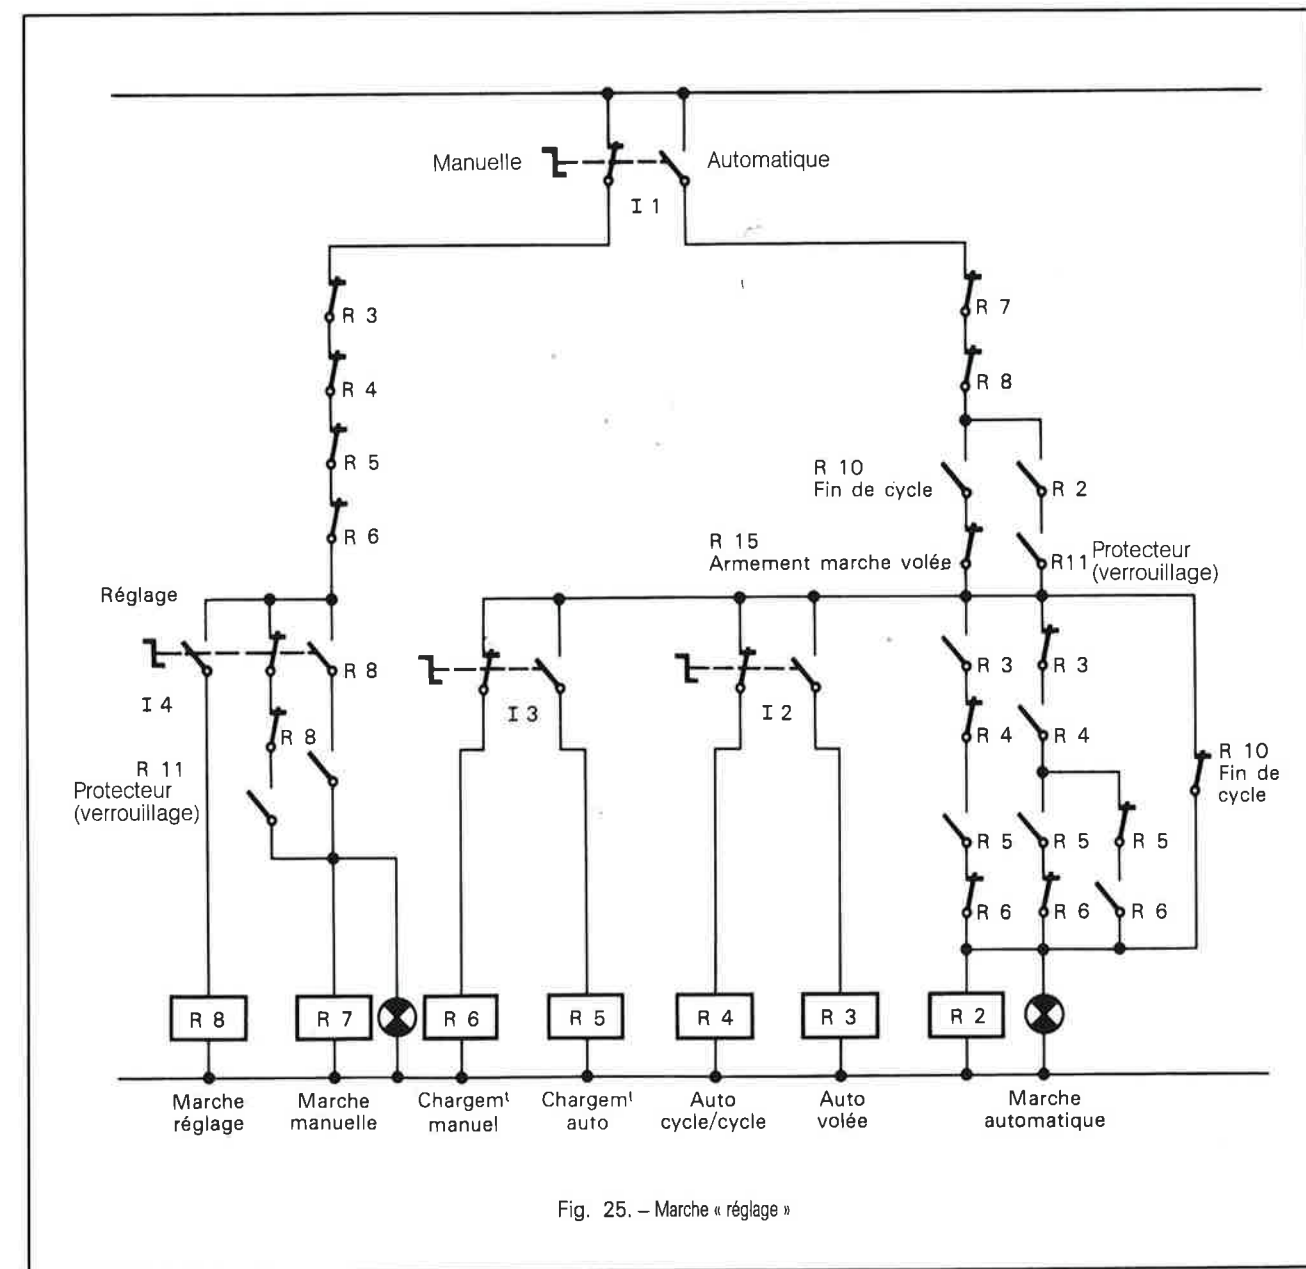 Manuelle
Automatique
I 1
R 3
R 7
R 4
R 8
R 5
R 10
Fin de cycle
R 2
R 6
R 15
Armement marche volée
R11
Protecteur
(verrouillage)
Réglage
R 8
R 3
R 3
I 4
I 3
I 2
R 8
R 4
R 4
R 10
Fin de
cycle
R 11
Protecteur
(verrouillage)
R 5
R 5
R 5
R 6
R 6
R 6
R 8
R 7
R 6
R 5
R 4
R 3
R 2
Marche
réglage
Marche
manuelle
Chargemt
manuel
Chargemt
auto
Auto
cycle/cycle
Auto
volée
Marche
automatique
Fig. 25. – Marche « réglage »